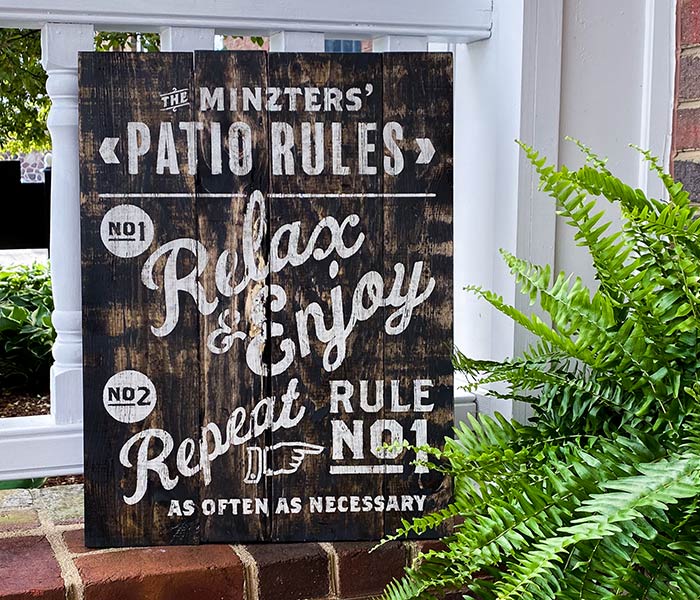 THE MINZTERS'
PATIO RULES
NO1
Relax
& Enjoy
NO2
Repeat RULE
NO1
AS OFTEN AS NECESSARY